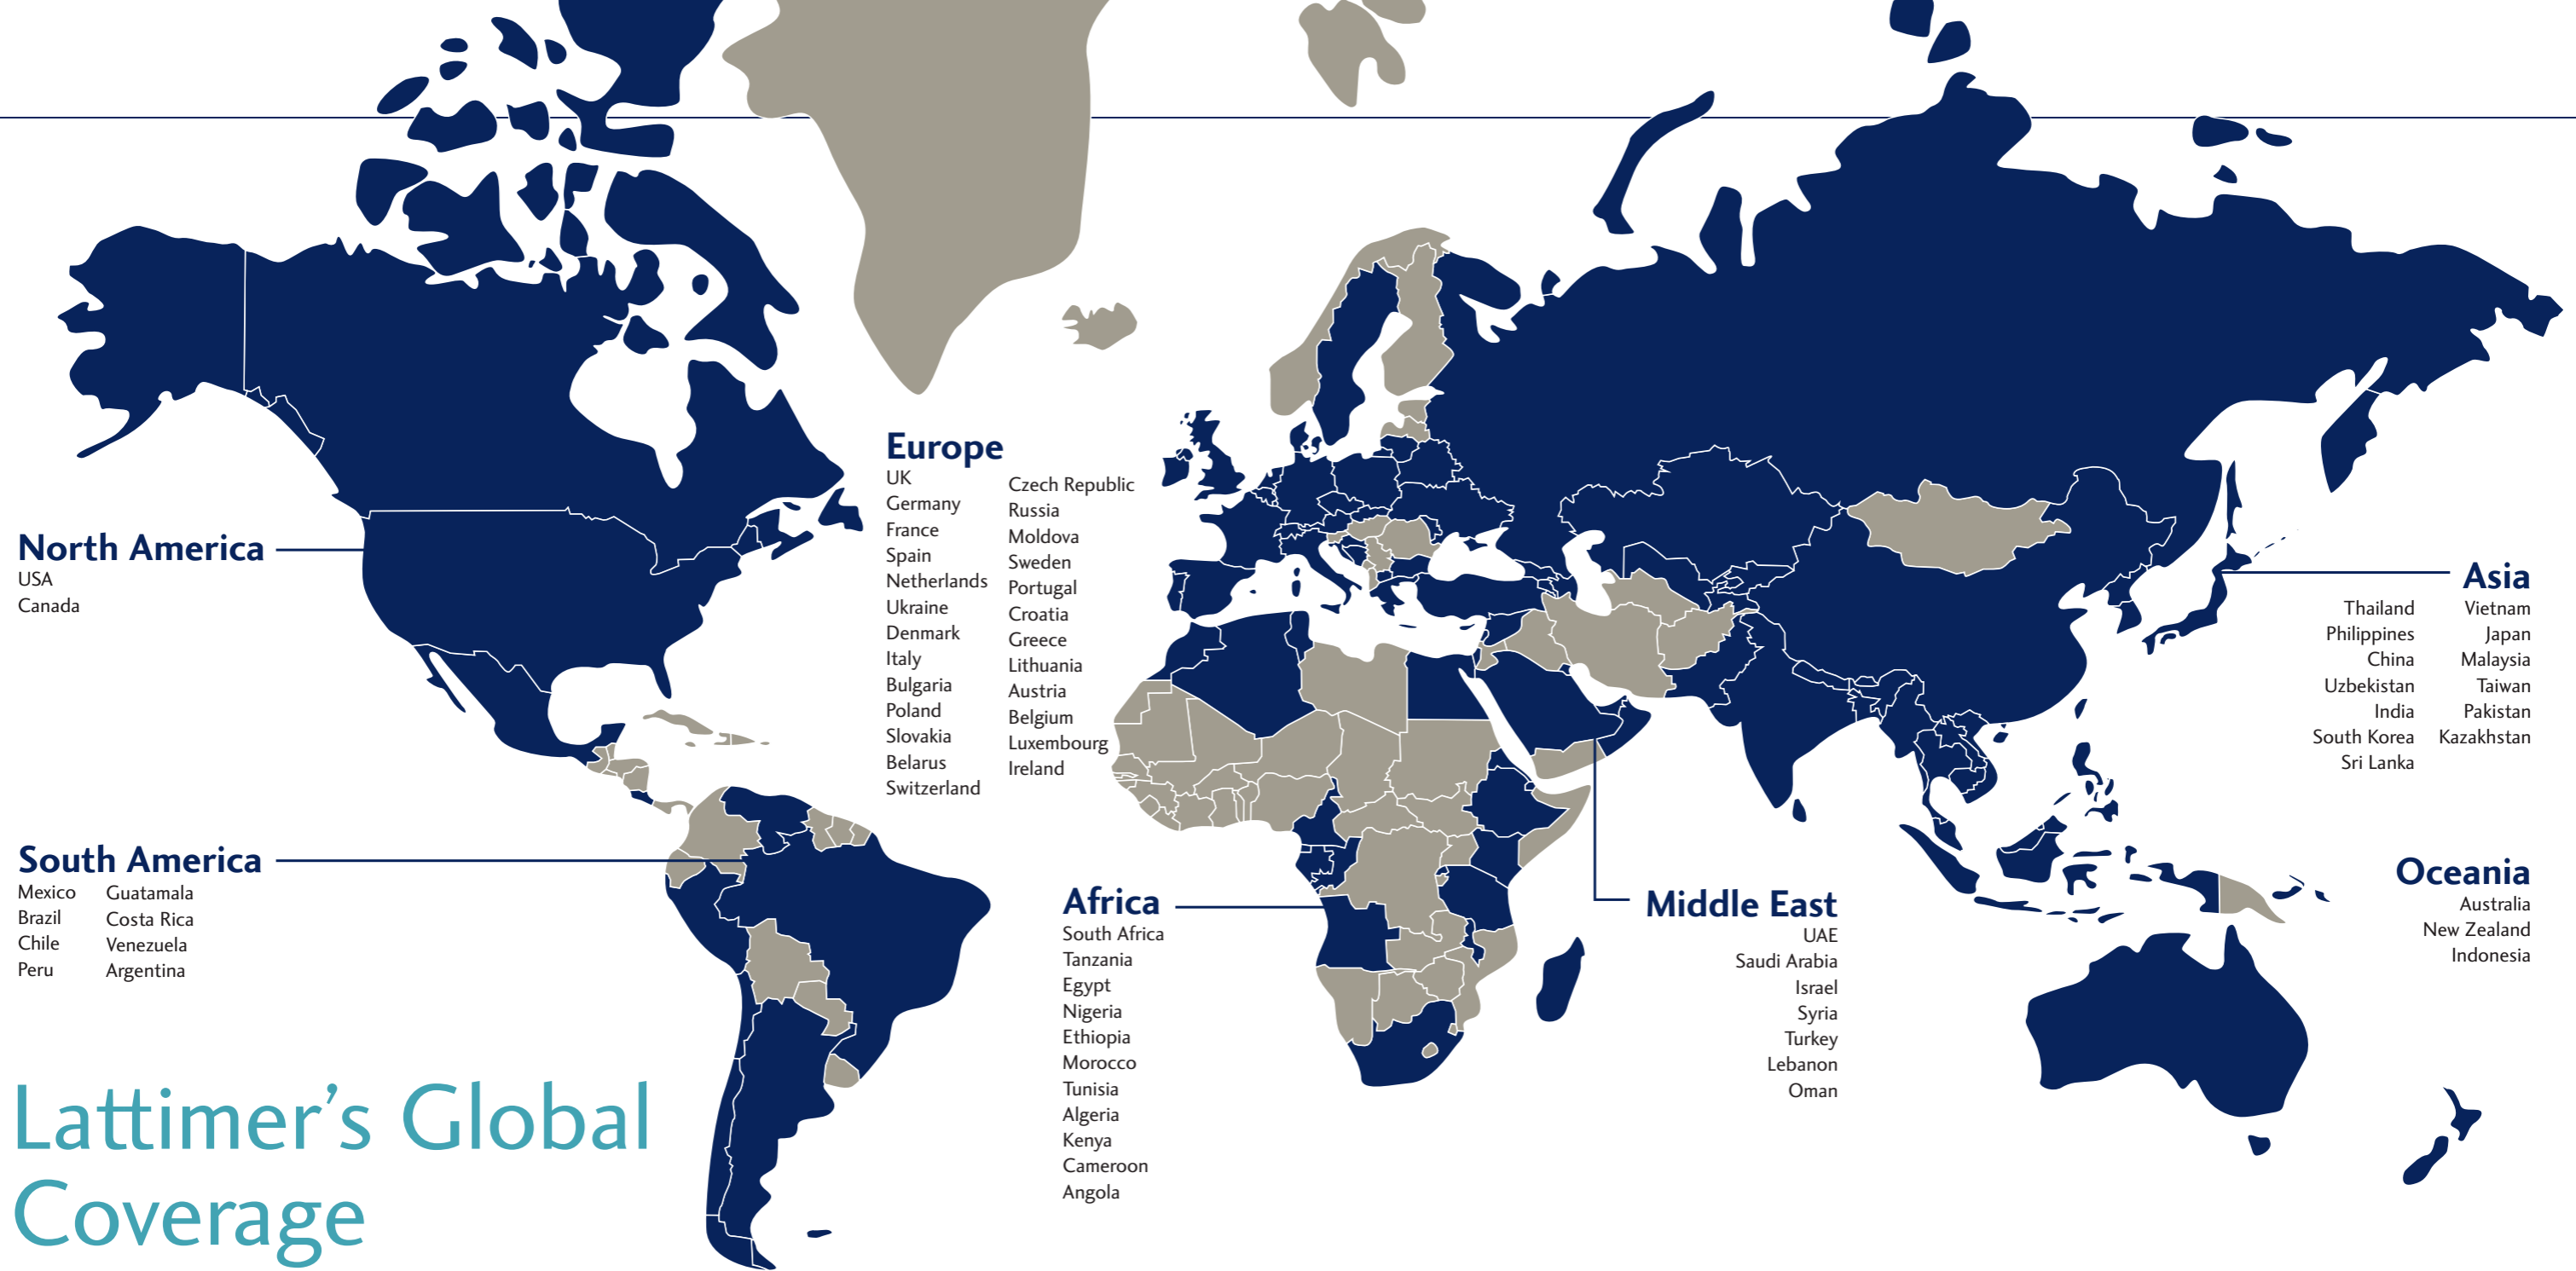 Europe
UK
Germany
France
Spain
Netherlands
Ukraine
Denmark
Italy
Bulgaria
Poland
Slovakia
Belarus
Switzerland
Czech Republic
Russia
Moldova
Sweden
Portugal
Croatia
Greece
Lithuania
Austria
Belgium
Luxembourg
Ireland
North America
USA
Canada
Asia
Thailand
Philippines
China
Uzbekistan
India
South Korea
Sri Lanka
Vietnam
Japan
Malaysia
Taiwan
Pakistan
Kazakhstan
South America
Mexico
Brazil
Chile
Peru
Guatamala
Costa Rica
Venezuela
Argentina
Africa
South Africa
Tanzania
Egypt
Nigeria
Ethiopia
Morocco
Tunisia
Algeria
Kenya
Cameroon
Angola
Middle East
UAE
Saudi Arabia
Israel
Syria
Turkey
Lebanon
Oman
Oceania
Australia
New Zealand
Indonesia
Lattimer’s Global
Coverage